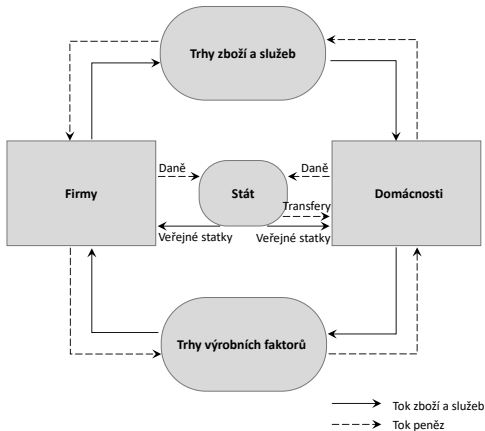 Trhy zboží a služeb
Daně
Daně
Firmy
Stát
Domácnosti
Transfery
Veřejné statky
Veřejné statky
Trhy výrobních faktorů
Tok zboží a služeb
Tok peněz